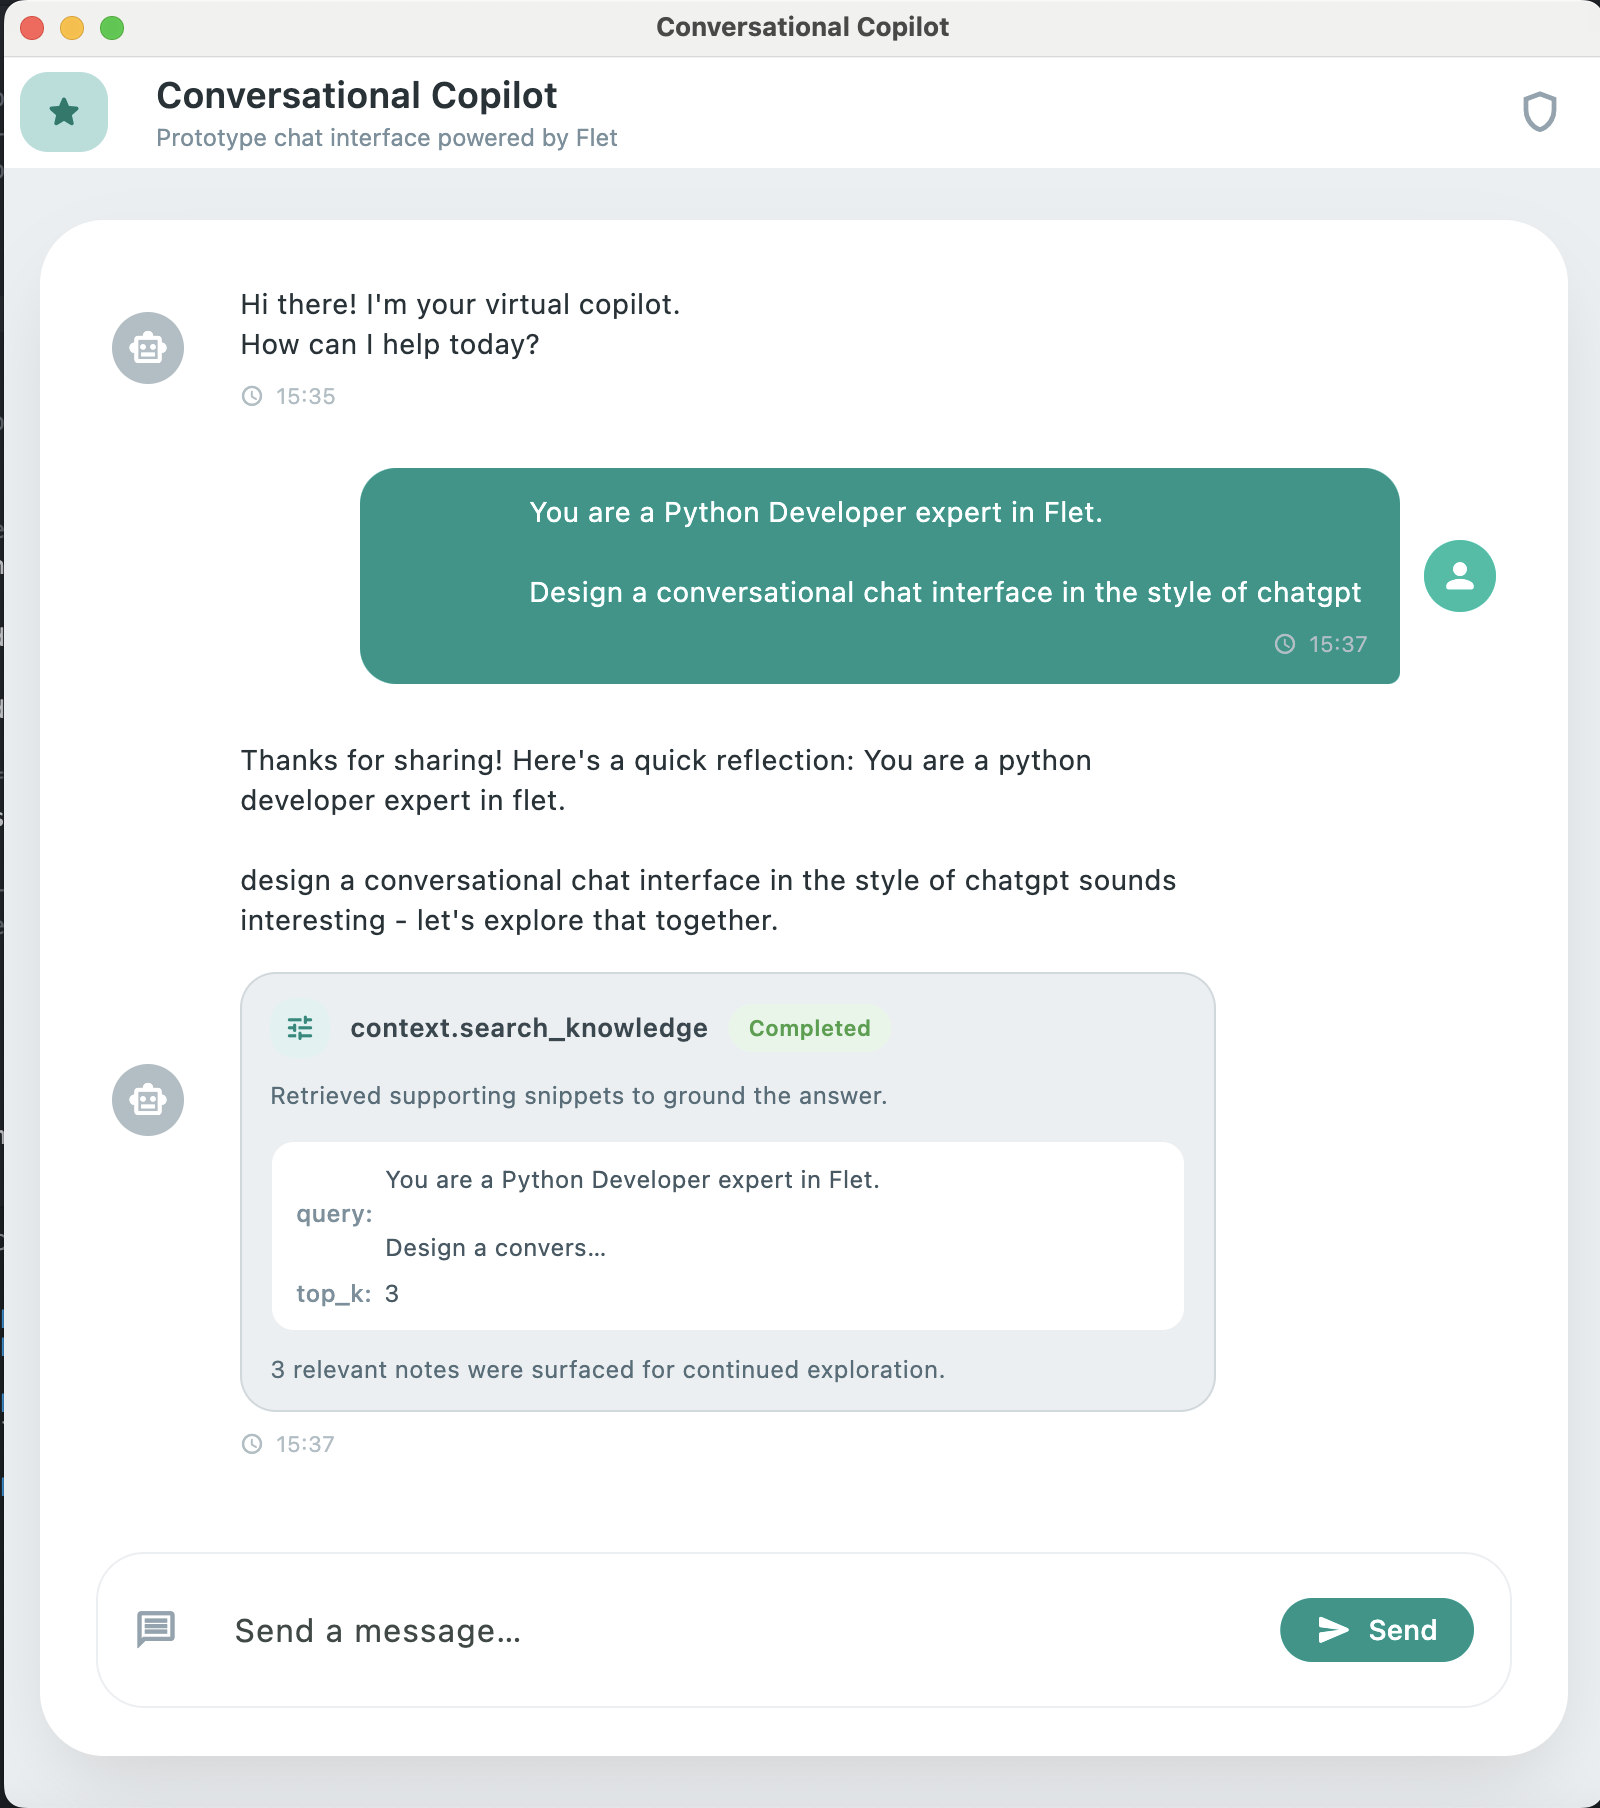 Conversational Copilot
Conversational Copilot
Prototype chat interface powered by Flet
Hi there! I'm your virtual copilot.
How can I help today?
15:35
You are a Python Developer expert in Flet.
Design a conversational chat interface in the style of chatgpt
15:37
Thanks for sharing! Here's a quick reflection: You are a python
developer expert in flet.
design a conversational chat interface in the style of chatgpt sounds
interesting - let's explore that together.
context.search_knowledge Completed
Retrieved supporting snippets to ground the answer.
You are a Python Developer expert in Flet.
query:
Design a convers...
top_k: 3
3 relevant notes were surfaced for continued exploration.
15:37
Send a message...
Send